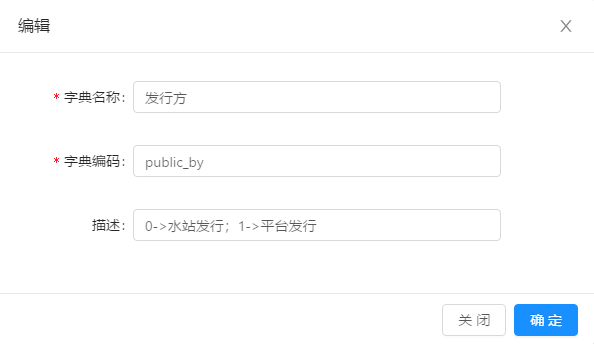 编辑
* 字典名称： 发行方
* 字典编码： public_by
描述： 0->水站发行；1->平台发行
关 闭 确 定